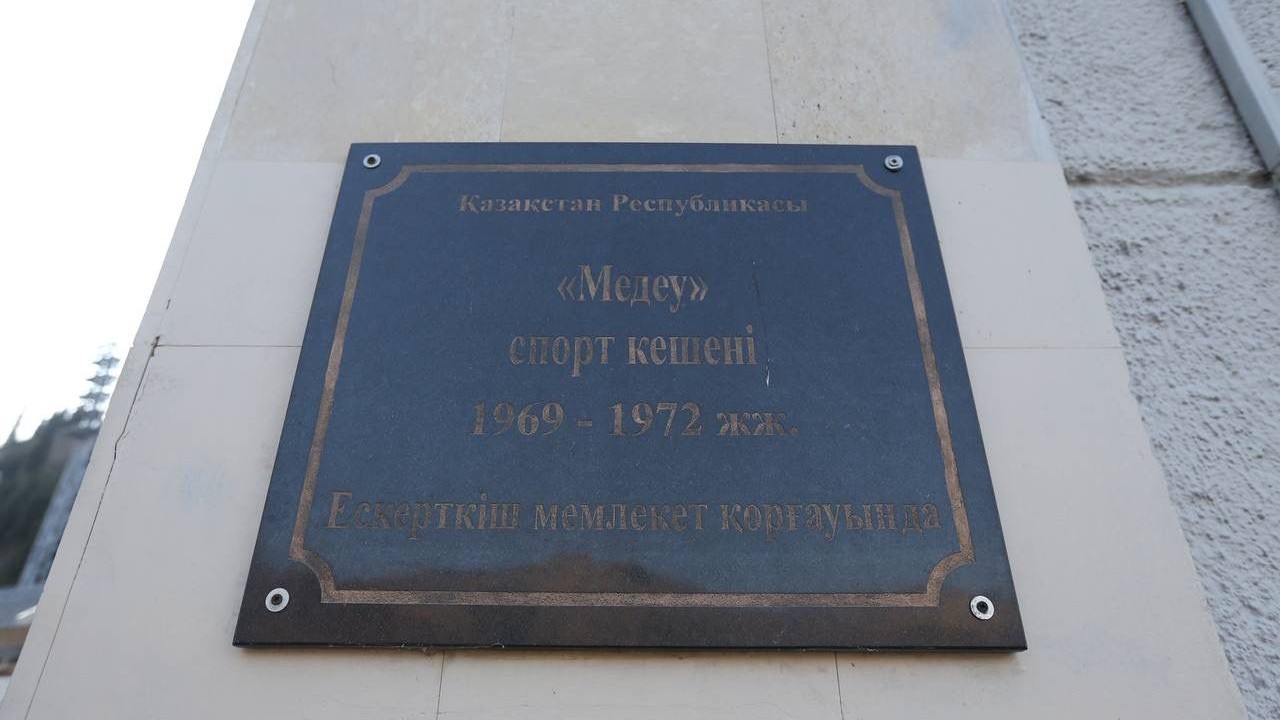 Қазақстан Республикасы
«Медеу»
спорт кешені
1969 - 1972 жж.
Ескерткіш мемлекет қорғауында